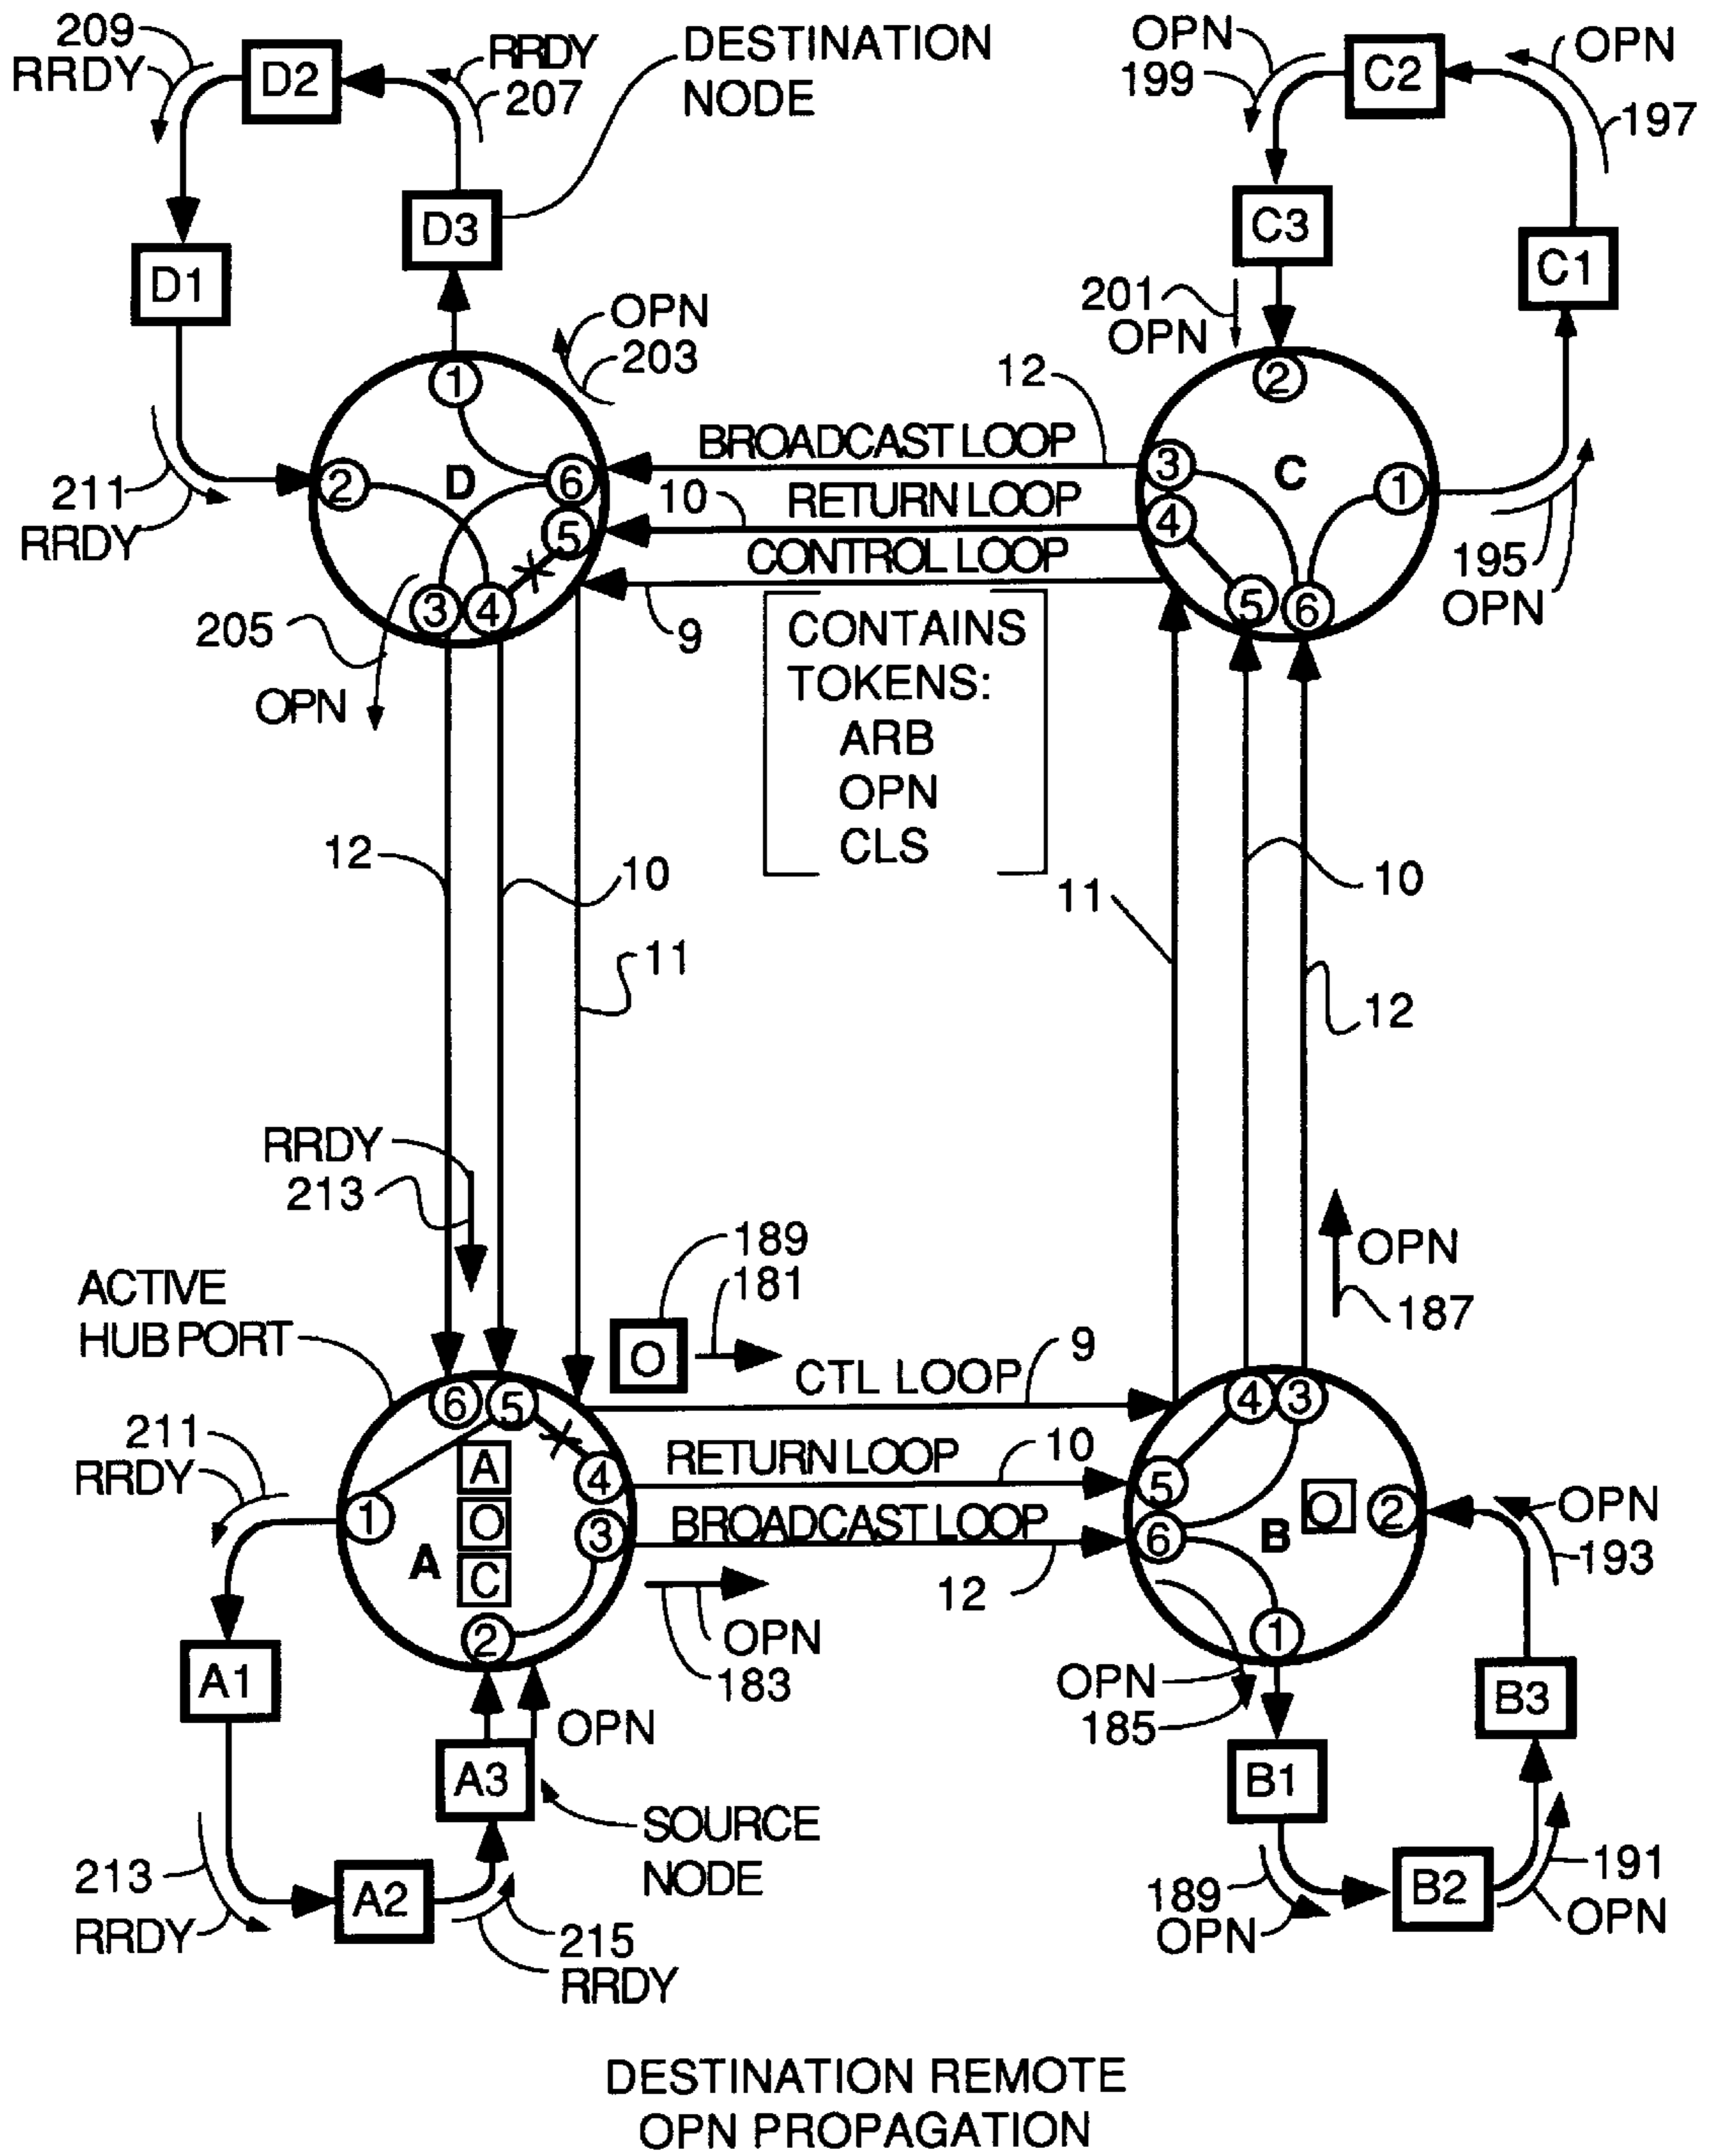 209
RRDY
D2
RRDY
207
DESTINATION
NODE
OPN
199
C2
OPN
197
D3
D1
C3
C1
OPN
203
201
OPN
1
2
12
BROADCAST LOOP
211
RRDY
2
D
6
5
3
4
10
RETURN LOOP
CONTROL LOOP
9
3
4
C
1
5
6
195
OPN
205
OPN
CONTAINS
TOKENS:
ARB
OPN
CLS
12
10
11
11
10
12
RRDY
213
189
181
O
OPN
187
ACTIVE
HUB PORT
CTL LOOP
9
6
5
4
3
211
RRDY
A
RETURN LOOP
10
5
4
3
1
O
BROADCAST LOOP
6
B
O
2
OPN
193
A
C
12
2
OPN
183
1
OPN
185
A1
OPN
B3
A3
B1
SOURCE
NODE
213
RRDY
A2
215
RRDY
189
OPN
B2
191
OPN
DESTINATION REMOTE
OPN PROPAGATION